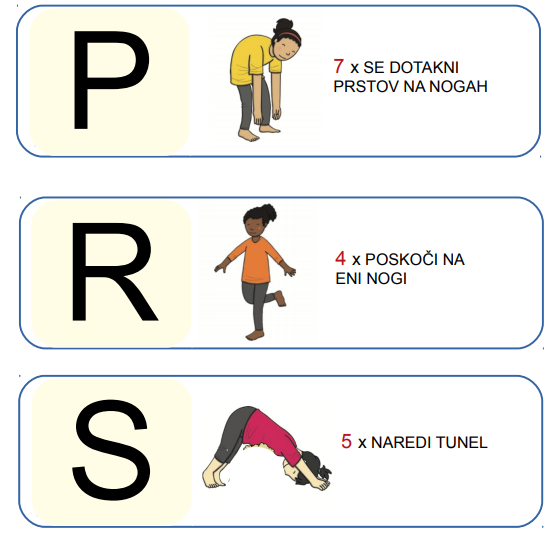 P
7 x SE DOTAKNI
PRSTOV NA NOGAH
R
4 x POSKOČI NA
ENI NOGI
S
5 x NAREDI TUNEL